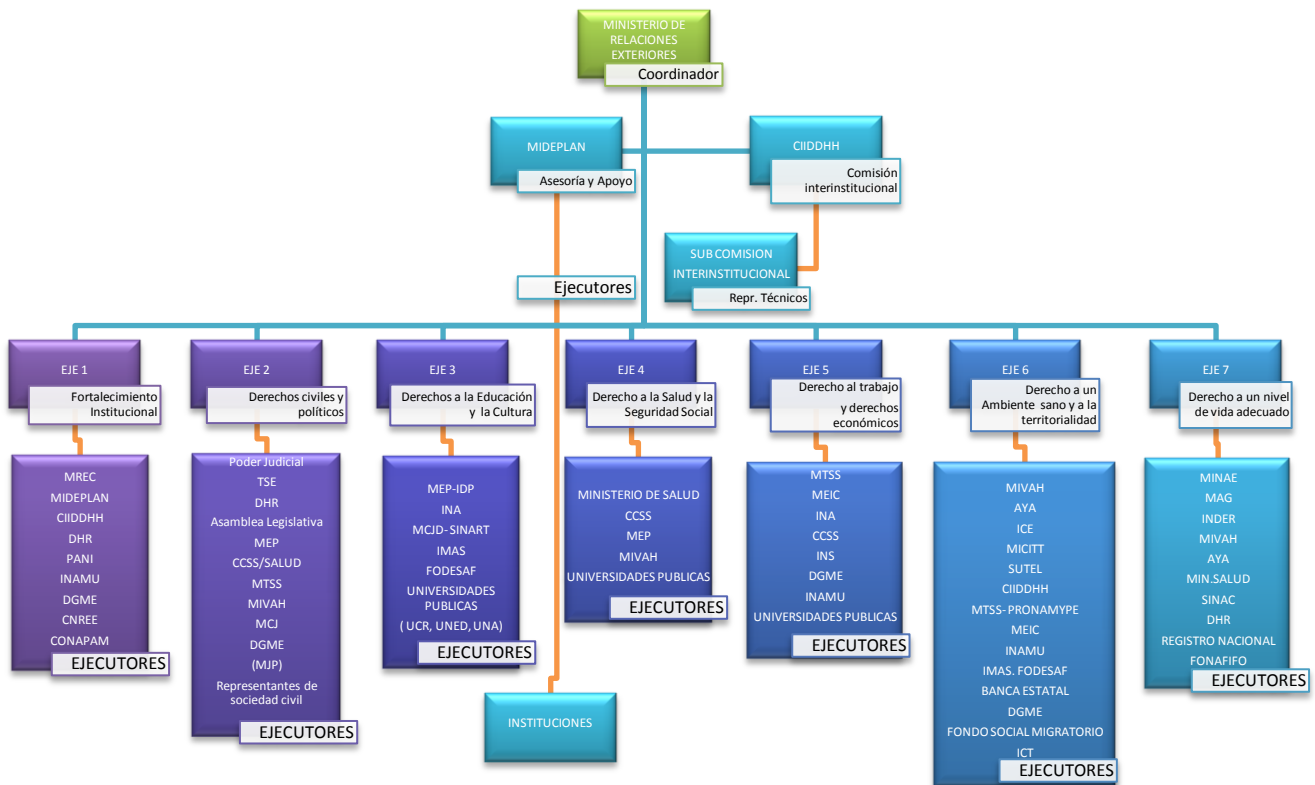 MINISTERIO DE
RELACIONES
EXTERIORES
Coordinador
MIDEPLAN
Asesoría y Apoyo
CIIDDHH
Comisión
interinstitucional
SUB COMISION
INTERINSTITUCIONAL
Repr. Técnicos
Ejecutores
EJE 1
Fortalecimiento
Institucional
MREC
MIDEPLAN
CIIDDHH
DHR
PANI
INAMU
DGME
CNREE
CONAPAM
EJECUTORES
EJE 2
Derechos civiles y
políticos
Poder Judicial
TSE
DHR
Asamblea Legislativa
MEP
CCSS/SALUD
MTSS
MIVAH
MCJ
DGME
(MJP)
Representantes de
sociedad civil
EJECUTORES
EJE 3
Derechos a la Educación
y la Cultura
MEP-IDP
INA
MCJD- SINART
IMAS
FODESAF
UNIVERSIDADES
PUBLICAS
( UCR, UNED, UNA)
EJECUTORES
EJE 4
Derecho a la Salud y la
Seguridad Social
MINISTERIO DE SALUD
CCSS
MEP
MIVAH
UNIVERSIDADES PUBLICAS
EJECUTORES
EJE 5
Derecho al trabajo
y derechos
económicos
MTSS
MEIC
INA
CCSS
INS
DGME
INAMU
UNIVERSIDADES PUBLICAS
EJECUTORES
EJE 6
Derecho a un
Ambiente sano y a la
territorialidad
MIVAH
AYA
ICE
MICITT
SUTEL
CIIDDHH
MTSS- PRONAMYPE
MEIC
INAMU
IMAS. FODESAF
BANCA ESTATAL
DGME
FONDO SOCIAL MIGRATORIO
ICT
EJECUTORES
EJE 7
Derecho a un nivel
de vida adecuado
MINAE
MAG
INDER
MIVAH
AYA
MIN.SALUD
SINAC
DHR
REGISTRO NACIONAL
FONAFIFO
EJECUTORES
INSTITUCIONES